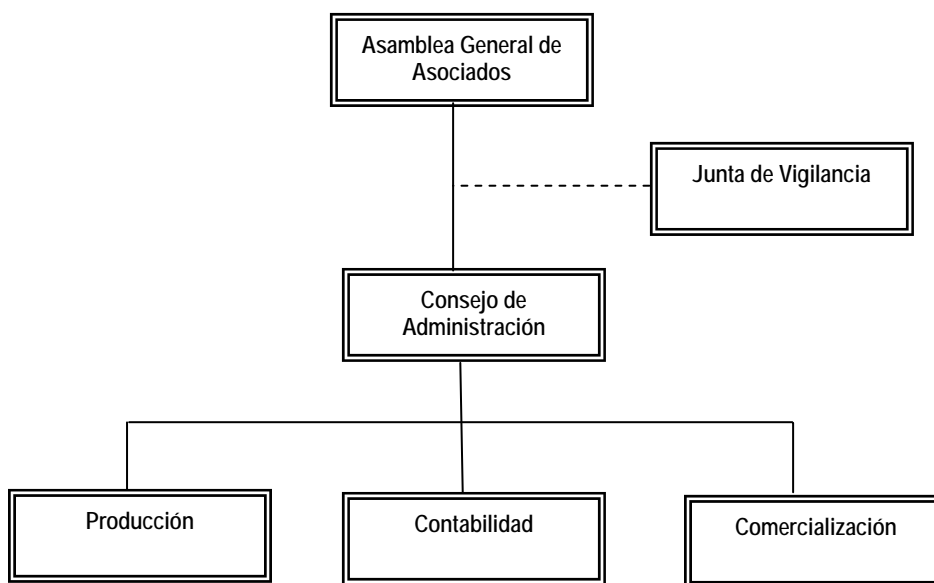 Asamblea General de
Asociados
Junta de Vigilancia
Consejo de
Administración
Producción
Contabilidad
Comercialización